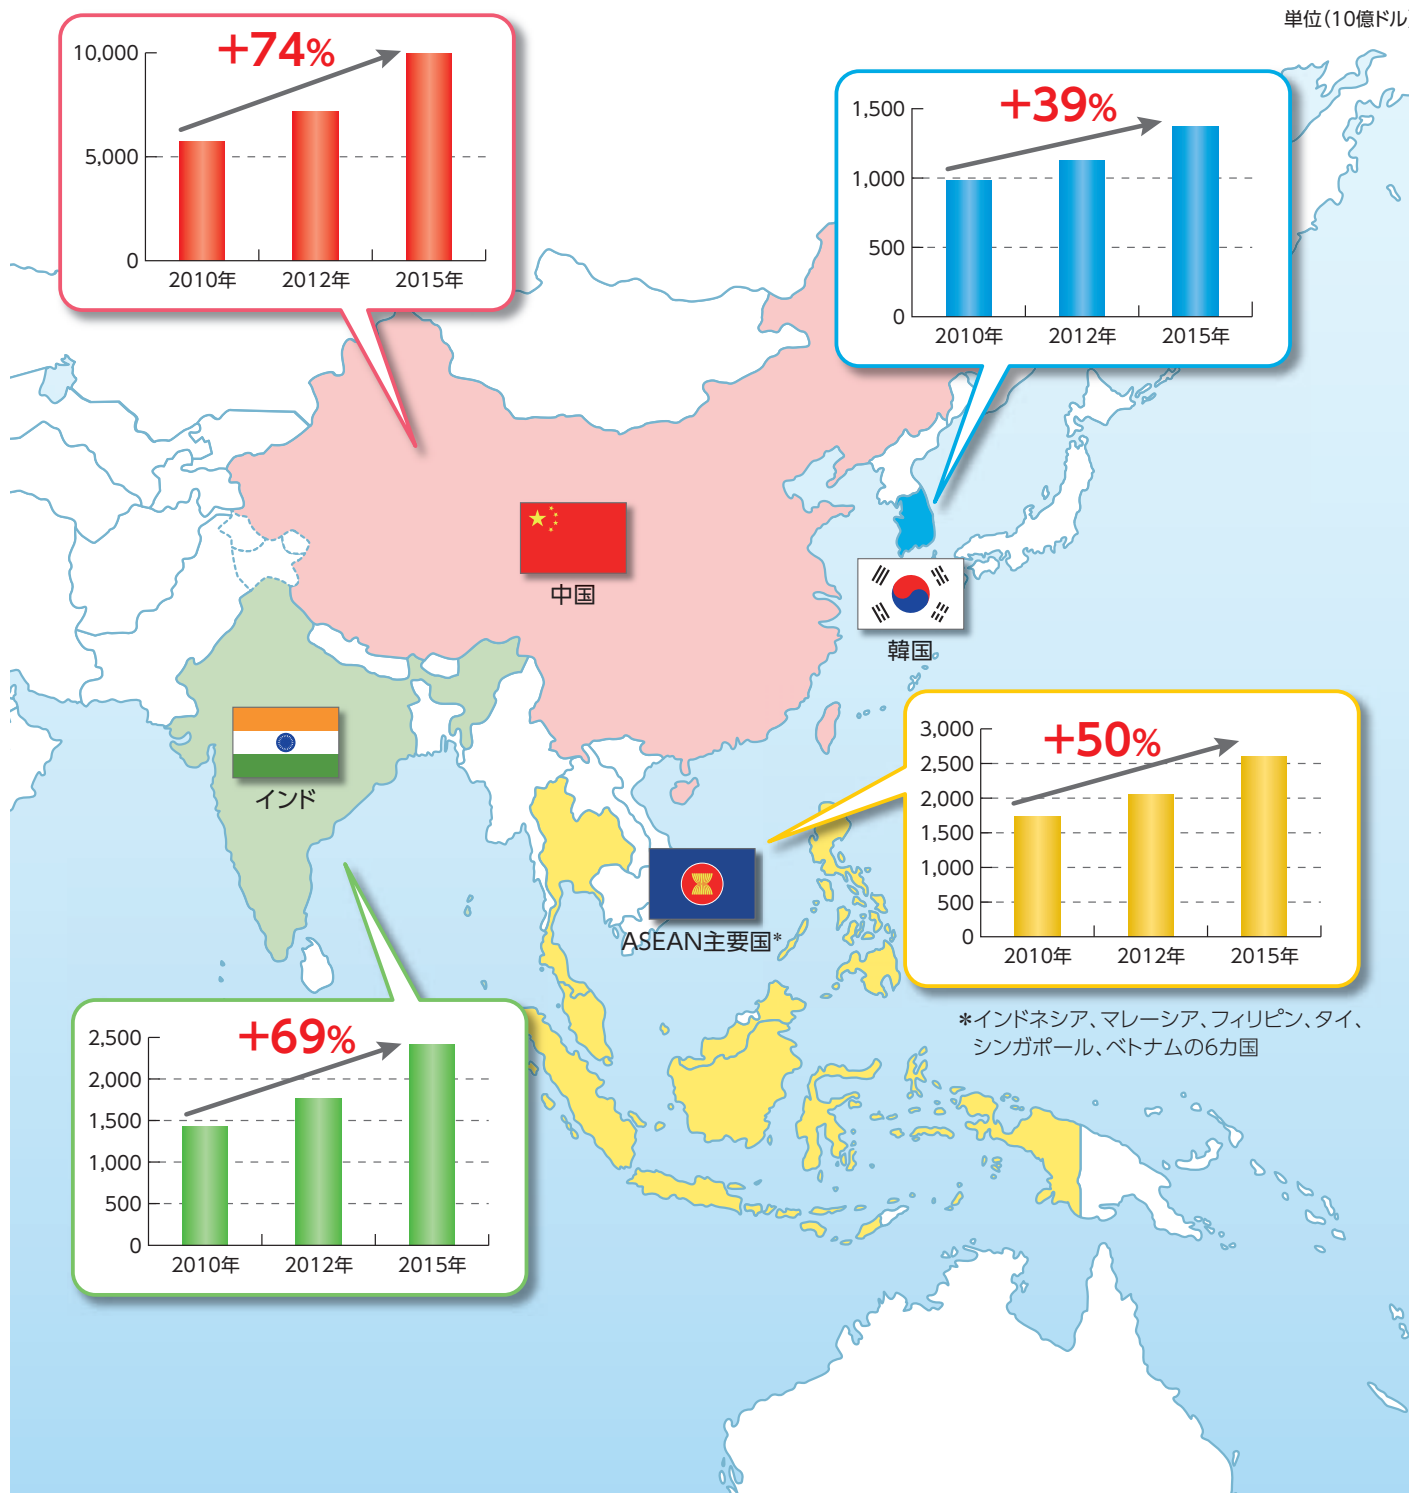 単位（10億ドル）
+74%
10,000
5,000
0
2010年 2012年 2015年
+39%
1,500
1,000
500
0
2010年 2012年 2015年
中国
韓国
インド
+50%
3,000
2,500
2,000
1,500
1,000
500
0
2010年 2012年 2015年
ASEAN主要国*
*インドネシア、マレーシア、フィリピン、タイ、
シンガポール、ベトナムの6カ国
+69%
2,500
2,000
1,500
1,000
500
0
2010年 2012年 2015年